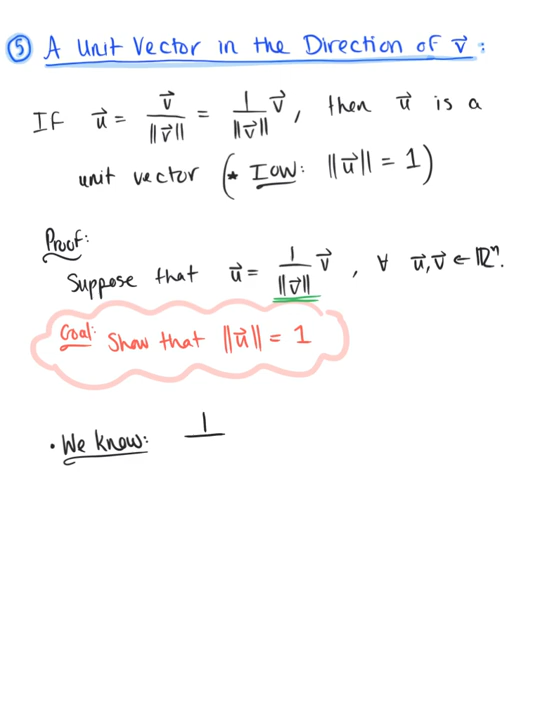 ⑤ A Unit Vector in the Direction of v⃗:
If u⃗ = v⃗/‖v⃗‖ = 1/‖v⃗‖ v⃗, then u⃗ is a
unit vector (* IOW: ‖u⃗‖ = 1)
Proof:
Suppose that u⃗ = 1/‖v⃗‖ v⃗, ∀ u⃗,v⃗ ∈ ℝⁿ.
Goal: Show that ‖u⃗‖ = 1
• We know: 1/